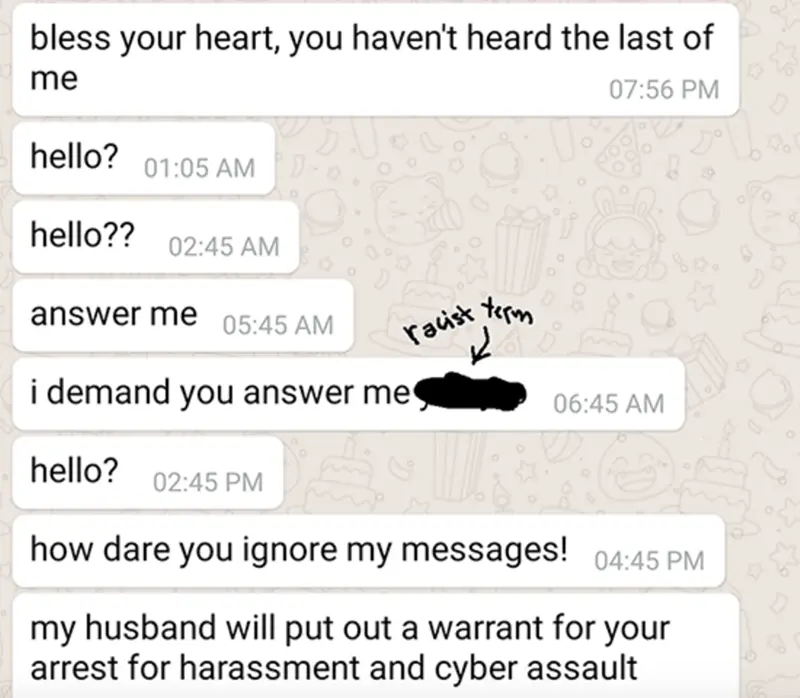 bless your heart, you haven't heard the last of
me
07:56 PM
hello? 01:05 AM
hello?? 02:45 AM
answer me 05:45 AM
racist term
i demand you answer me 06:45 AM
hello? 02:45 PM
how dare you ignore my messages! 04:45 PM
my husband will put out a warrant for your
arrest for harassment and cyber assault